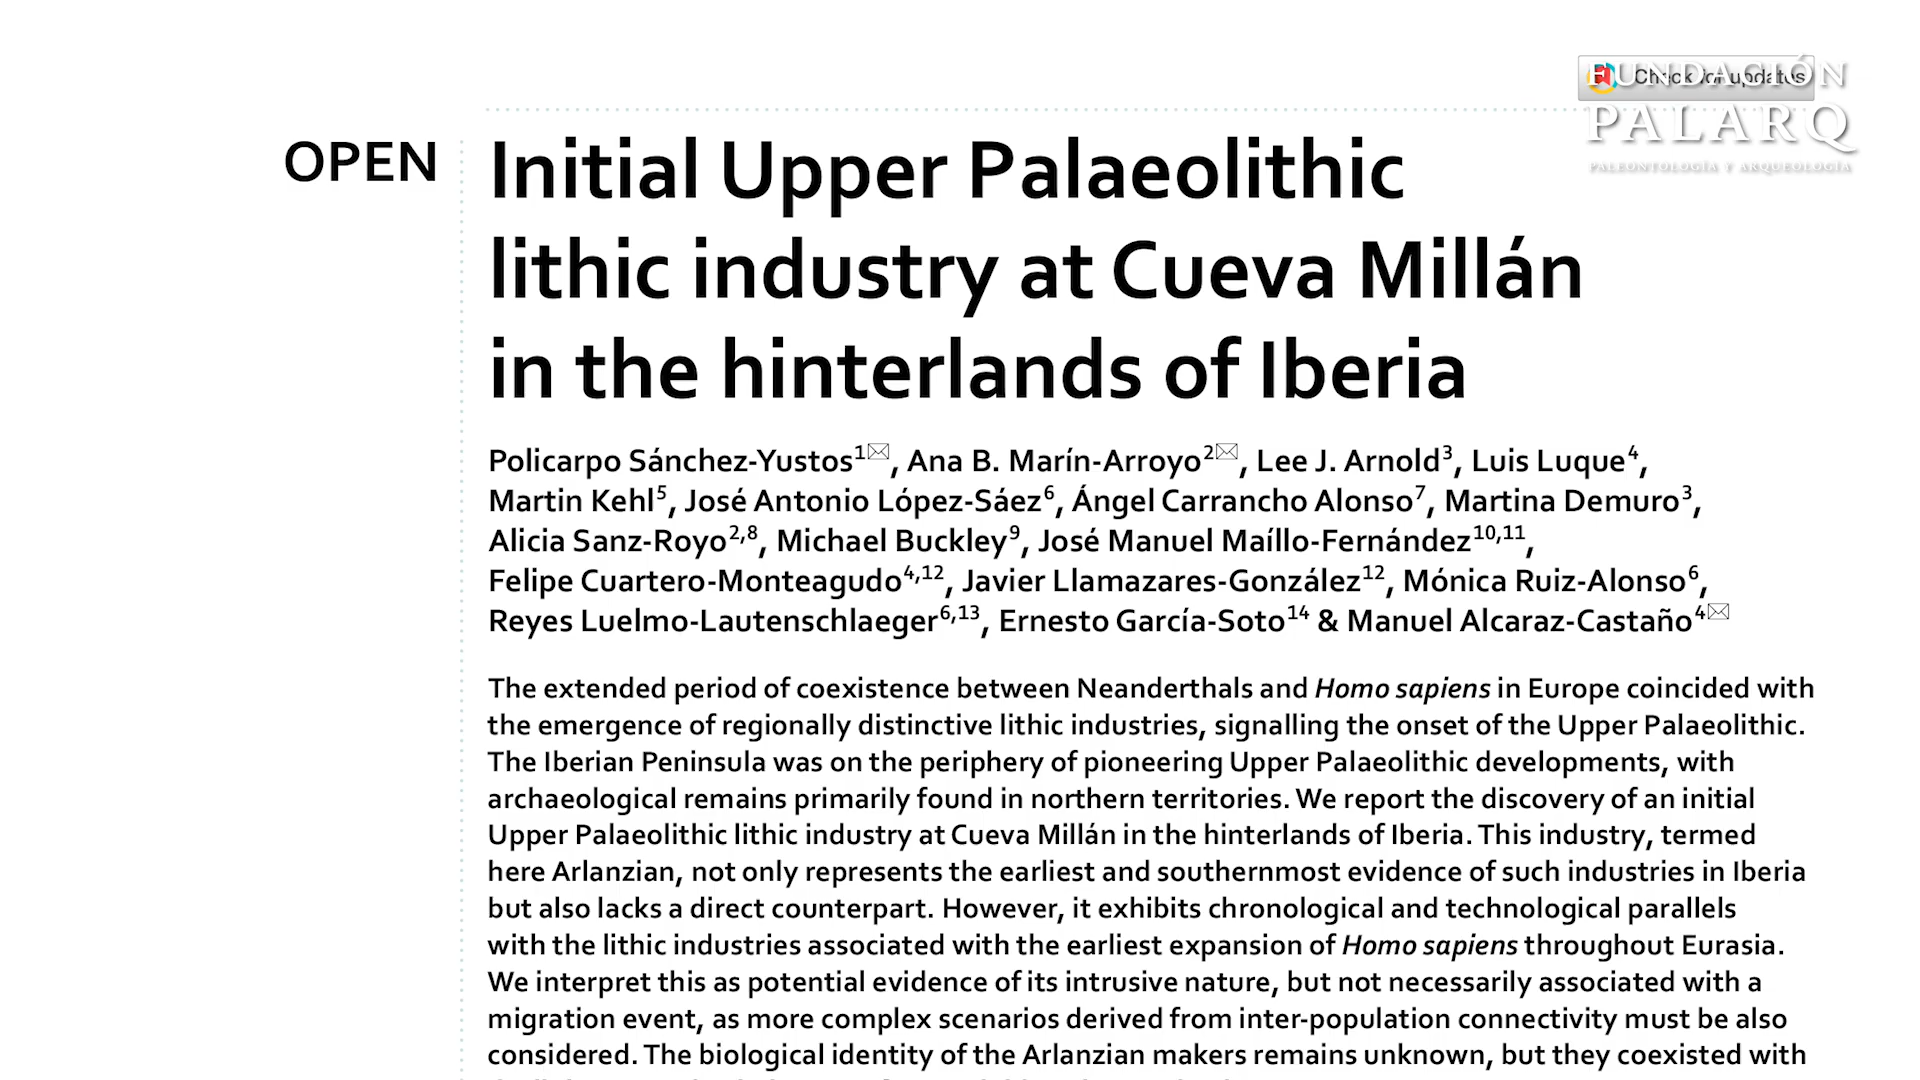 FUNDACIÓN
Check for updates
PALARQ
PALEONTOLOGÍA Y ARQUEOLOGÍA
OPEN
Initial Upper Palaeolithic
lithic industry at Cueva Millán
in the hinterlands of Iberia
Policarpo Sánchez-Yustos1✉, Ana B. Marín-Arroyo2✉, Lee J. Arnold3, Luis Luque4,
Martin Kehl5, José Antonio López-Sáez6, Ángel Carrancho Alonso7, Martina Demuro3,
Alicia Sanz-Royo2,8, Michael Buckley9, José Manuel Maíllo-Fernández10,11,
Felipe Cuartero-Monteagudo4,12, Javier Llamazares-González12, Mónica Ruiz-Alonso6,
Reyes Luelmo-Lautenschlaeger6,13, Ernesto García-Soto14 & Manuel Alcaraz-Castaño4✉
The extended period of coexistence between Neanderthals and Homo sapiens in Europe coincided with
the emergence of regionally distinctive lithic industries, signalling the onset of the Upper Palaeolithic.
The Iberian Peninsula was on the periphery of pioneering Upper Palaeolithic developments, with
archaeological remains primarily found in northern territories. We report the discovery of an initial
Upper Palaeolithic lithic industry at Cueva Millán in the hinterlands of Iberia. This industry, termed
here Arlanzian, not only represents the earliest and southernmost evidence of such industries in Iberia
but also lacks a direct counterpart. However, it exhibits chronological and technological parallels
with the lithic industries associated with the earliest expansion of Homo sapiens throughout Eurasia.
We interpret this as potential evidence of its intrusive nature, but not necessarily associated with a
migration event, as more complex scenarios derived from inter-population connectivity must be also
considered. The biological identity of the Arlanzian makers remains unknown, but they coexisted with